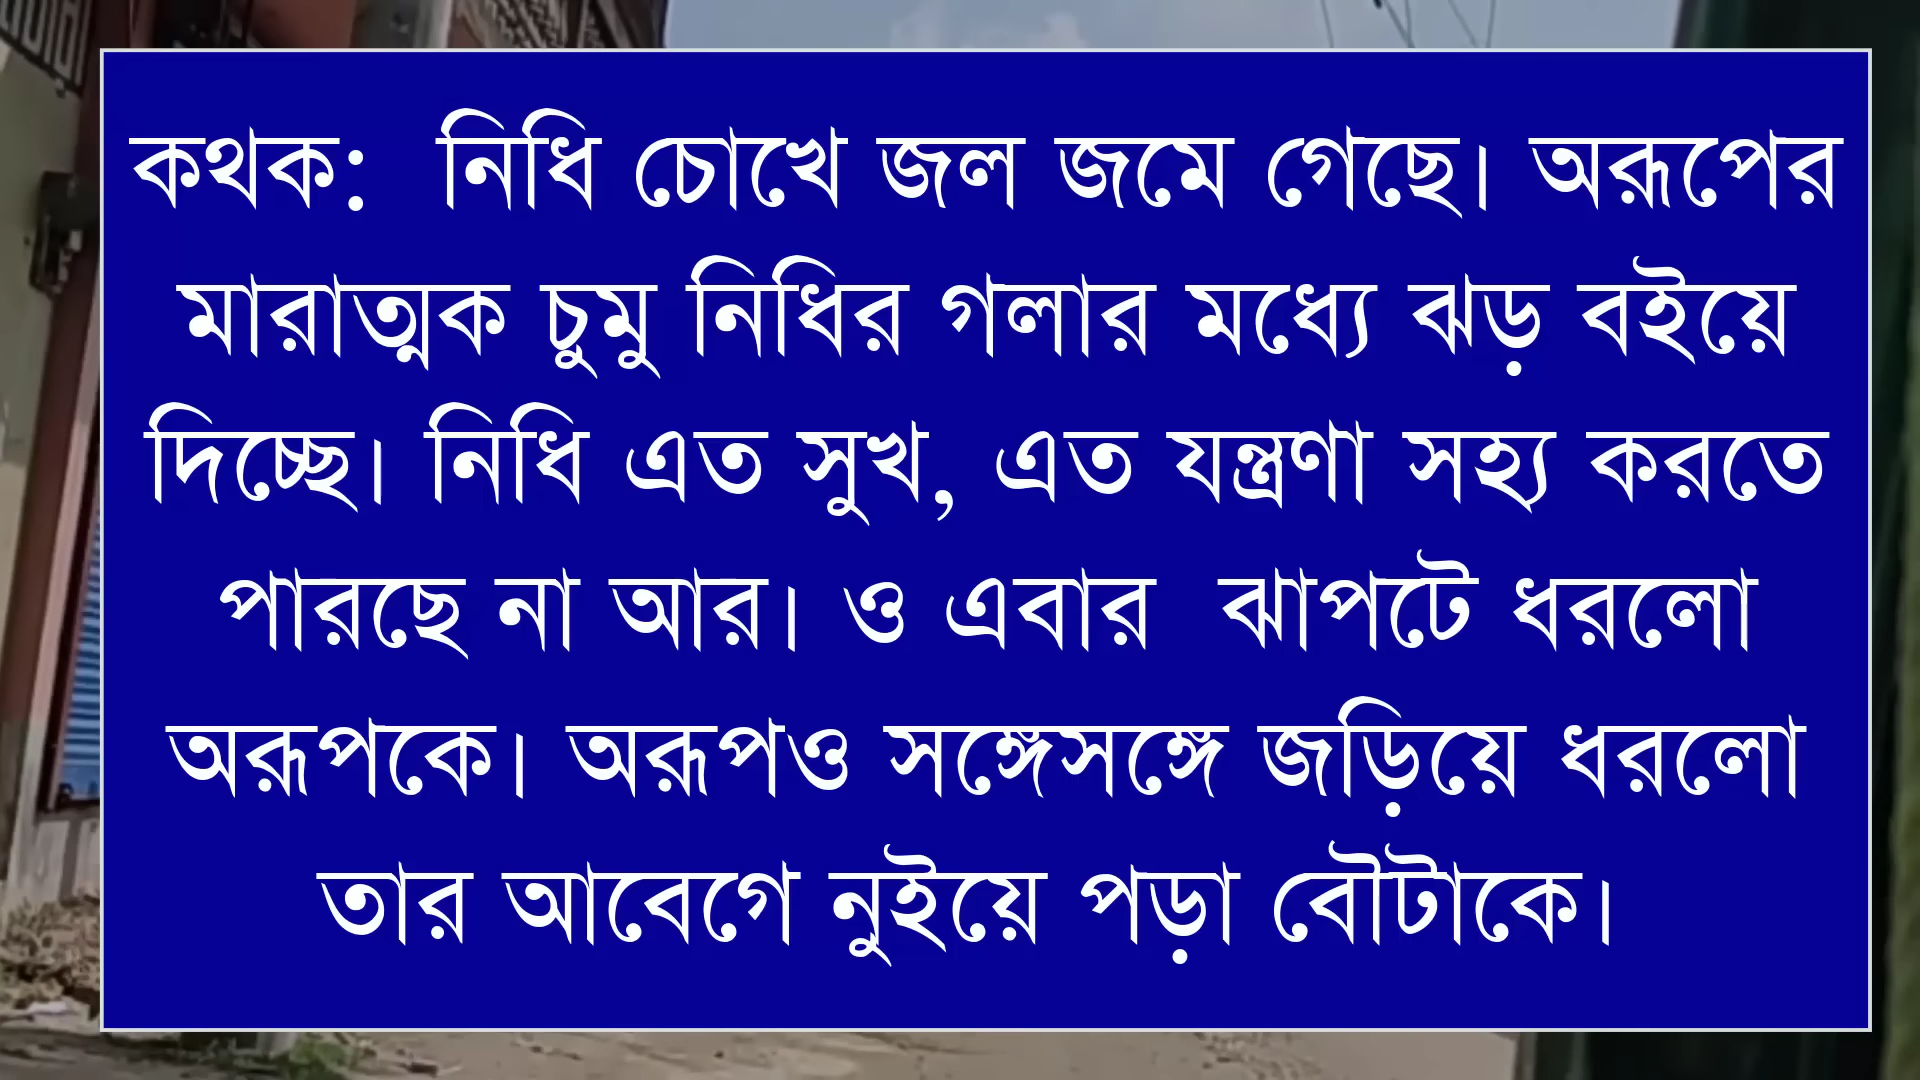 কথক:  নিধি চোখে জল জমে গেছে। অরূপের
মারাত্মক চুমু নিধির গলার মধ্যে ঝড় বইয়ে
দিচ্ছে। নিধি এত সুখ, এত যন্ত্রণা সহ্য করতে
পারছে না আর। ও এবার  ঝাপটে ধরলো
অরূপকে। অরূপও সঙ্গেসঙ্গে জড়িয়ে ধরলো
তার আবেগে নুইয়ে পড়া বৌটাকে।